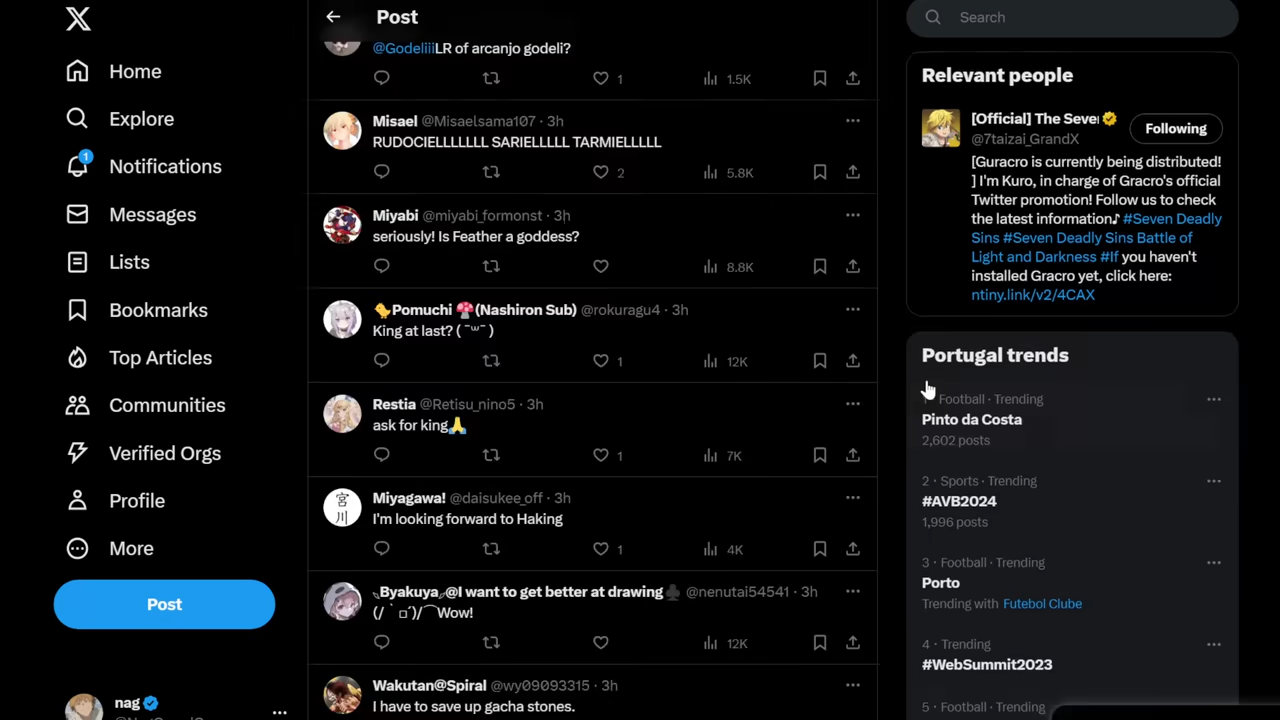 Home
Explore
1
Notifications
Messages
Lists
Bookmarks
Top Articles
Communities
Verified Orgs
Profile
More
Post
nag
Post
@GodeliiiLR of arcanjo godeli?
1
1.5K
Misael @Misaelsama107 · 3h
RUDOCIELLLLLLL SARIELLLLL TARMIELLLLL
2
5.8K
Miyabi @miyabi_formonst · 3h
seriously! Is Feather a goddess?
8.8K
🐤Pomuchi 🍄(Nashiron Sub) @rokuragu4 · 3h
King at last? ( ¯꒳¯ )
1
12K
Restia @Retisu_nino5 · 3h
ask for king🙏
1
7K
宮川
Miyagawa! @daisukee_off · 3h
I'm looking forward to Haking
1
4K
Byakuya @I want to get better at drawing♣ @nenutai54541 · 3h
(/ ｀ロ´)/⌒Wow!
12K
Wakutan@Spiral @wy09093315 · 3h
I have to save up gacha stones.
Search
Relevant people
[Official] The Seve
Following
@7taizai_GrandX
[Guracro is currently being distributed!
] I'm Kuro, in charge of Gracro's official
Twitter promotion! Follow us to check
the latest information♪ #Seven Deadly
Sins #Seven Deadly Sins Battle of
Light and Darkness #If you haven't
installed Gracro yet, click here:
ntiny.link/v2/4CAX
Portugal trends
Football · Trending
Pinto da Costa
2,602 posts
2 · Sports · Trending
#AVB2024
1,996 posts
3 · Football · Trending
Porto
Trending with Futebol Clube
4 · Trending
#WebSummit2023
5 · Football · Trending